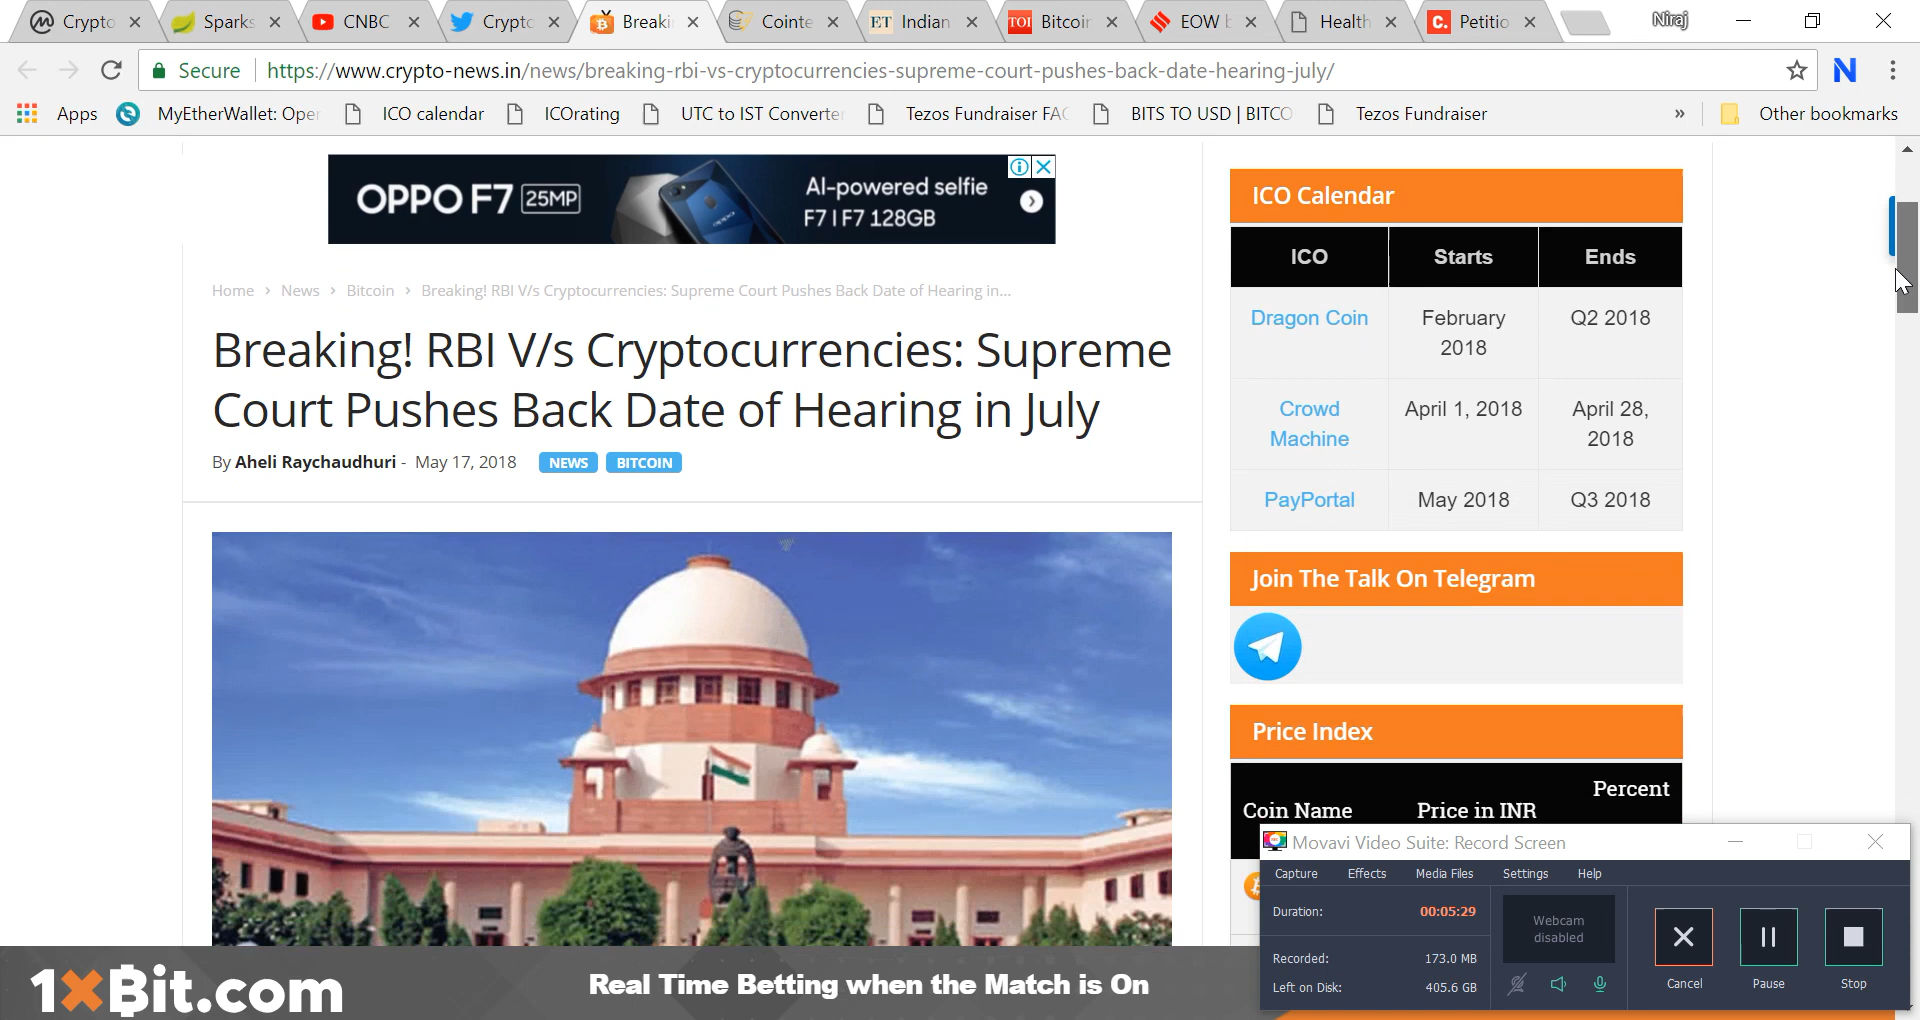 Crypto
Sparks
CNBC
Crypto
Breaki
Cointe
Indian
Bitcoin
EOW b
Health
Petitio
Niraj
Secure
https://www.crypto-news.in/news/breaking-rbi-vs-cryptocurrencies-supreme-court-pushes-back-date-hearing-july/
Apps
MyEtherWallet: Oper
ICO calendar
ICOrating
UTC to IST Converter
Tezos Fundraiser FAC
BITS TO USD | BITCO
Tezos Fundraiser
»
Other bookmarks
OPPO F7 25MP
AI-powered selfie
F7 | F7 128GB
Home › News › Bitcoin › Breaking! RBI V/s Cryptocurrencies: Supreme Court Pushes Back Date of Hearing in...
Breaking! RBI V/s Cryptocurrencies: Supreme
Court Pushes Back Date of Hearing in July
By Aheli Raychaudhuri - May 17, 2018 NEWS BITCOIN
ICO Calendar
ICO Starts Ends
Dragon Coin February 2018 Q2 2018
Crowd Machine April 1, 2018 April 28, 2018
PayPortal May 2018 Q3 2018
Join The Talk On Telegram
Price Index
Coin Name Price in INR Percent
Movavi Video Suite: Record Screen
Capture Effects Media Files Settings Help
Duration: 00:05:29
Recorded: 173.0 MB
Left on Disk: 405.6 GB
Webcam
disabled
Cancel Pause Stop
1xBit.com
Real Time Betting when the Match is On